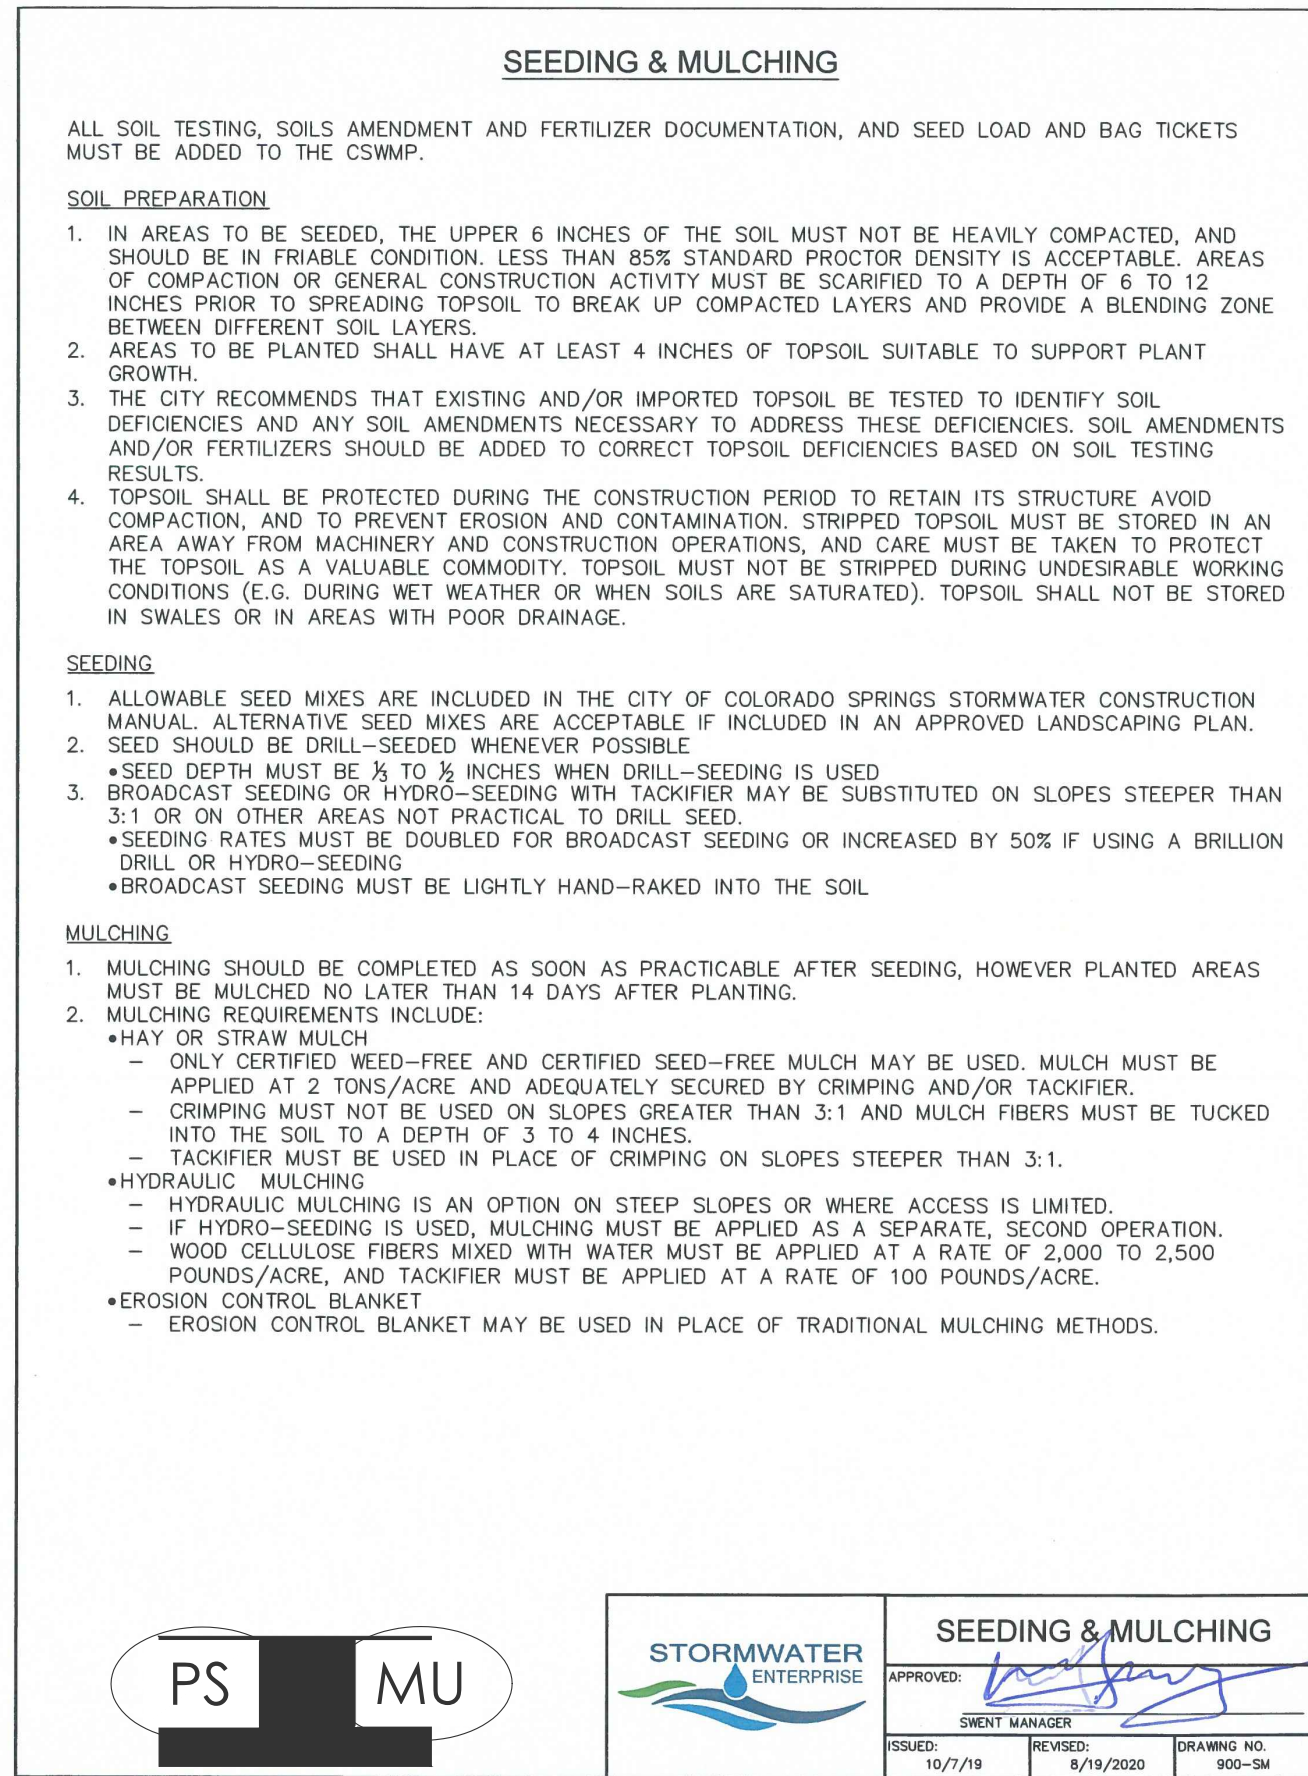 SEEDING & MULCHING
ALL SOIL TESTING, SOILS AMENDMENT AND FERTILIZER DOCUMENTATION, AND SEED LOAD AND BAG TICKETS
MUST BE ADDED TO THE CSWMP.
SOIL PREPARATION
1. IN AREAS TO BE SEEDED, THE UPPER 6 INCHES OF THE SOIL MUST NOT BE HEAVILY COMPACTED, AND
SHOULD BE IN FRIABLE CONDITION. LESS THAN 85% STANDARD PROCTOR DENSITY IS ACCEPTABLE. AREAS
OF COMPACTION OR GENERAL CONSTRUCTION ACTIVITY MUST BE SCARIFIED TO A DEPTH OF 6 TO 12
INCHES PRIOR TO SPREADING TOPSOIL TO BREAK UP COMPACTED LAYERS AND PROVIDE A BLENDING ZONE
BETWEEN DIFFERENT SOIL LAYERS.
2. AREAS TO BE PLANTED SHALL HAVE AT LEAST 4 INCHES OF TOPSOIL SUITABLE TO SUPPORT PLANT
GROWTH.
3. THE CITY RECOMMENDS THAT EXISTING AND/OR IMPORTED TOPSOIL BE TESTED TO IDENTIFY SOIL
DEFICIENCIES AND ANY SOIL AMENDMENTS NECESSARY TO ADDRESS THESE DEFICIENCIES. SOIL AMENDMENTS
AND/OR FERTILIZERS SHOULD BE ADDED TO CORRECT TOPSOIL DEFICIENCIES BASED ON SOIL TESTING
RESULTS.
4. TOPSOIL SHALL BE PROTECTED DURING THE CONSTRUCTION PERIOD TO RETAIN ITS STRUCTURE AVOID
COMPACTION, AND TO PREVENT EROSION AND CONTAMINATION. STRIPPED TOPSOIL MUST BE STORED IN AN
AREA AWAY FROM MACHINERY AND CONSTRUCTION OPERATIONS, AND CARE MUST BE TAKEN TO PROTECT
THE TOPSOIL AS A VALUABLE COMMODITY. TOPSOIL MUST NOT BE STRIPPED DURING UNDESIRABLE WORKING
CONDITIONS (E.G. DURING WET WEATHER OR WHEN SOILS ARE SATURATED). TOPSOIL SHALL NOT BE STORED
IN SWALES OR IN AREAS WITH POOR DRAINAGE.
SEEDING
1. ALLOWABLE SEED MIXES ARE INCLUDED IN THE CITY OF COLORADO SPRINGS STORMWATER CONSTRUCTION
MANUAL. ALTERNATIVE SEED MIXES ARE ACCEPTABLE IF INCLUDED IN AN APPROVED LANDSCAPING PLAN.
2. SEED SHOULD BE DRILL-SEEDED WHENEVER POSSIBLE
•SEED DEPTH MUST BE ⅓ TO ½ INCHES WHEN DRILL-SEEDING IS USED
3. BROADCAST SEEDING OR HYDRO-SEEDING WITH TACKIFIER MAY BE SUBSTITUTED ON SLOPES STEEPER THAN
3:1 OR ON OTHER AREAS NOT PRACTICAL TO DRILL SEED.
•SEEDING RATES MUST BE DOUBLED FOR BROADCAST SEEDING OR INCREASED BY 50% IF USING A BRILLION
DRILL OR HYDRO-SEEDING
•BROADCAST SEEDING MUST BE LIGHTLY HAND-RAKED INTO THE SOIL
MULCHING
1. MULCHING SHOULD BE COMPLETED AS SOON AS PRACTICABLE AFTER SEEDING, HOWEVER PLANTED AREAS
MUST BE MULCHED NO LATER THAN 14 DAYS AFTER PLANTING.
2. MULCHING REQUIREMENTS INCLUDE:
•HAY OR STRAW MULCH
– ONLY CERTIFIED WEED-FREE AND CERTIFIED SEED-FREE MULCH MAY BE USED. MULCH MUST BE
APPLIED AT 2 TONS/ACRE AND ADEQUATELY SECURED BY CRIMPING AND/OR TACKIFIER.
– CRIMPING MUST NOT BE USED ON SLOPES GREATER THAN 3:1 AND MULCH FIBERS MUST BE TUCKED
INTO THE SOIL TO A DEPTH OF 3 TO 4 INCHES.
– TACKIFIER MUST BE USED IN PLACE OF CRIMPING ON SLOPES STEEPER THAN 3:1.
•HYDRAULIC MULCHING
– HYDRAULIC MULCHING IS AN OPTION ON STEEP SLOPES OR WHERE ACCESS IS LIMITED.
– IF HYDRO-SEEDING IS USED, MULCHING MUST BE APPLIED AS A SEPARATE, SECOND OPERATION.
– WOOD CELLULOSE FIBERS MIXED WITH WATER MUST BE APPLIED AT A RATE OF 2,000 TO 2,500
POUNDS/ACRE, AND TACKIFIER MUST BE APPLIED AT A RATE OF 100 POUNDS/ACRE.
•EROSION CONTROL BLANKET
– EROSION CONTROL BLANKET MAY BE USED IN PLACE OF TRADITIONAL MULCHING METHODS.
PS MU
STORMWATER
ENTERPRISE
SEEDING & MULCHING
APPROVED:
SWENT MANAGER
ISSUED:
10/7/19
REVISED:
8/19/2020
DRAWING NO.
900-SM